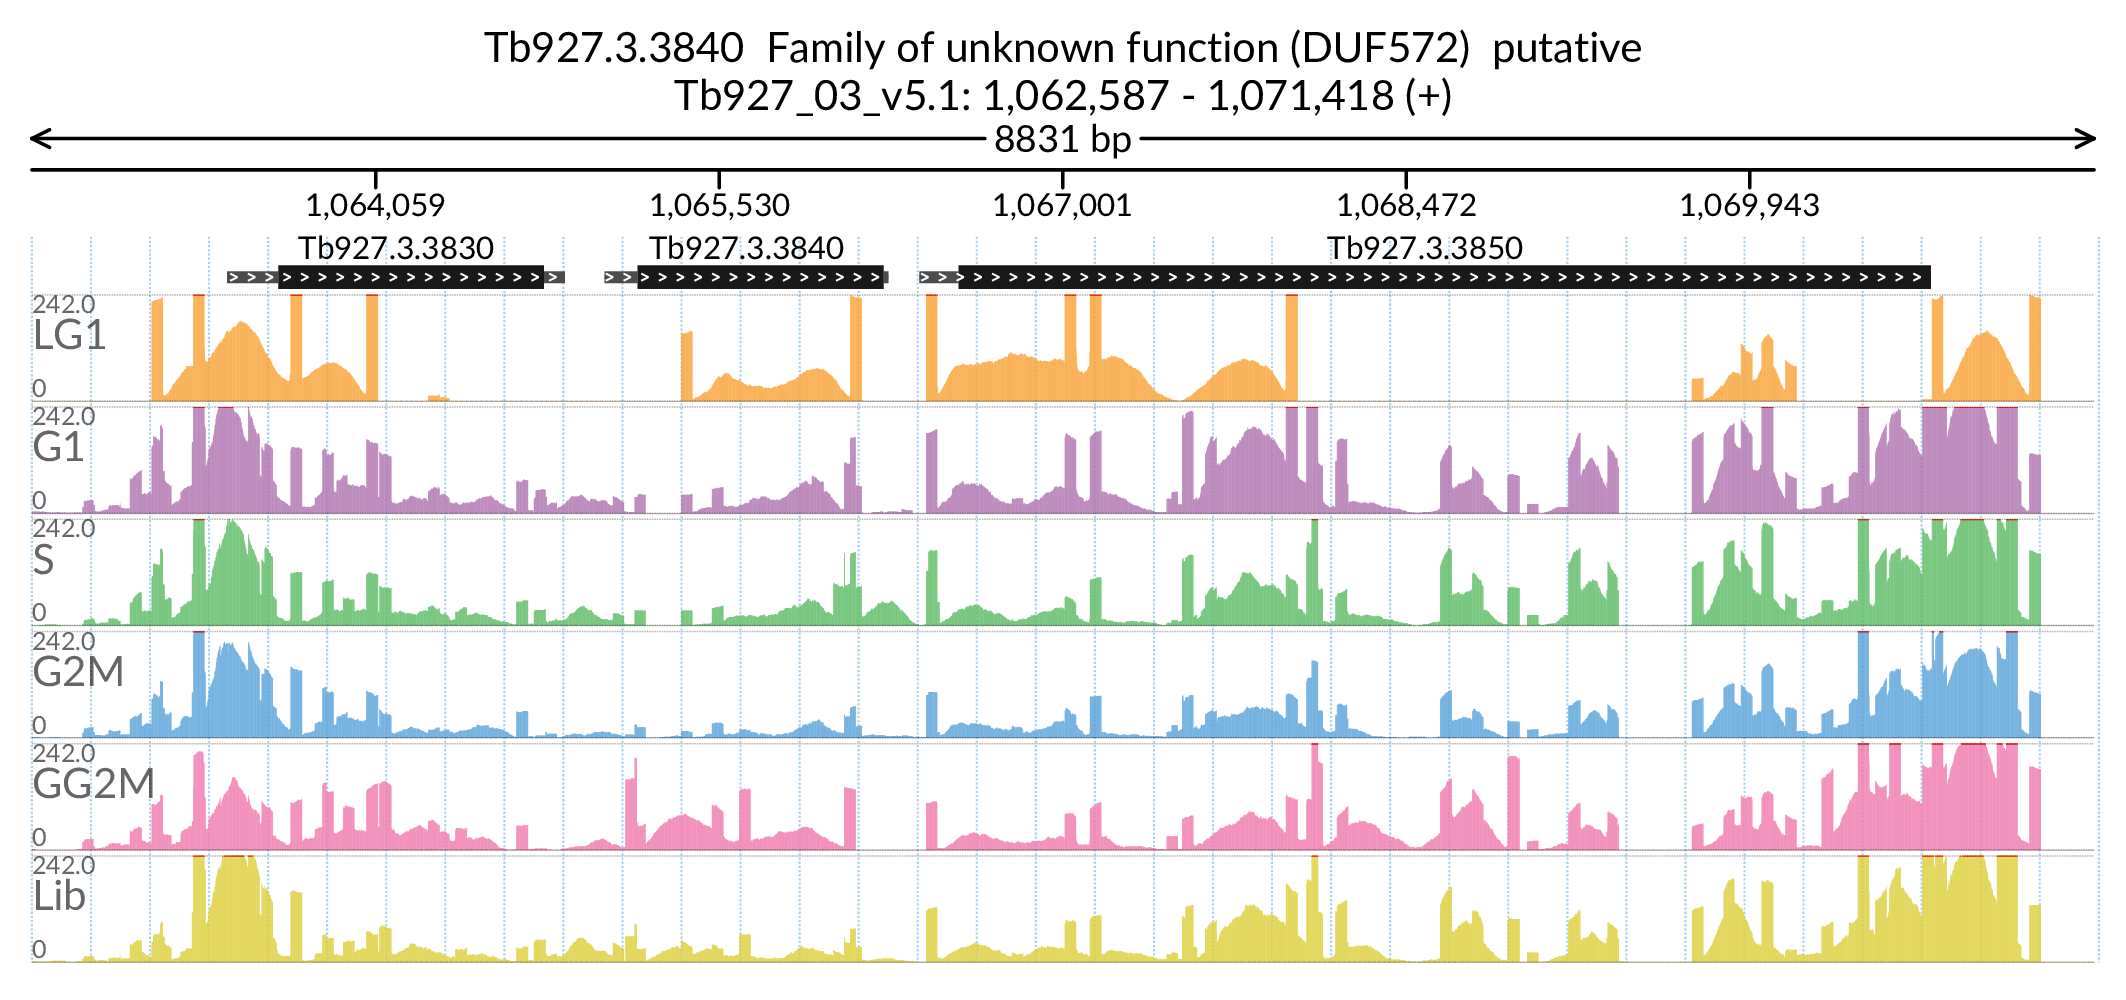 Tb927.3.3840 Family of unknown function (DUF572) putative
Tb927_03_v5.1: 1,062,587 - 1,071,418 (+)
8831 bp
1,064,059 1,065,530 1,067,001 1,068,472 1,069,943
Tb927.3.3830 Tb927.3.3840 Tb927.3.3850
242.0
LG1
0
242.0
G1
0
242.0
S
0
242.0
G2M
0
242.0
GG2M
0
242.0
Lib
0